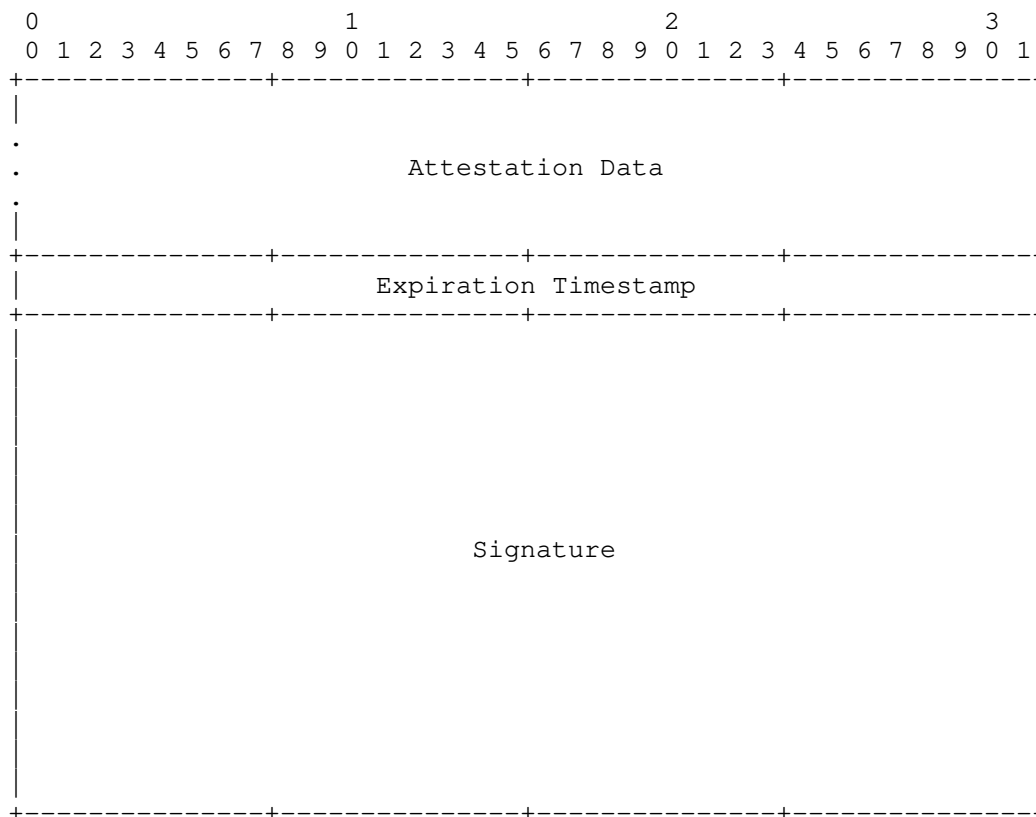 0                   1                   2                   3
0 1 2 3 4 5 6 7 8 9 0 1 2 3 4 5 6 7 8 9 0 1 2 3 4 5 6 7 8 9 0 1
Attestation Data
Expiration Timestamp
Signature